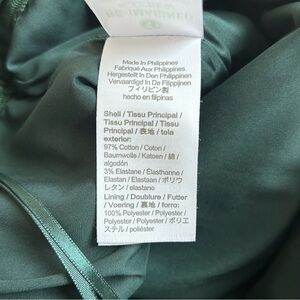 RE-IMAGINED
Made In Philippines
Fabriqué Aux Philippines
Hergestellt In Den Philippinen
Vervaardigd In De Filippijnen
フィリピン製
hecho en filipinas
Shell / Tissu Principal /
Tissu Principal / Tissu
Principal / 表地 / tela
exterior:
97% Cotton / Coton /
Baumwolle / Katoen / 綿 /
algodón
3% Elastane / Élasthanne /
Elastan / Elastaan / ポリウ
レタン / elastano
Lining / Doublure / Futter
/ Voering / 裏地 / forro:
100% Polyester / Polyester /
Polyester / Polyester / ポリエ
ステル / poliéster